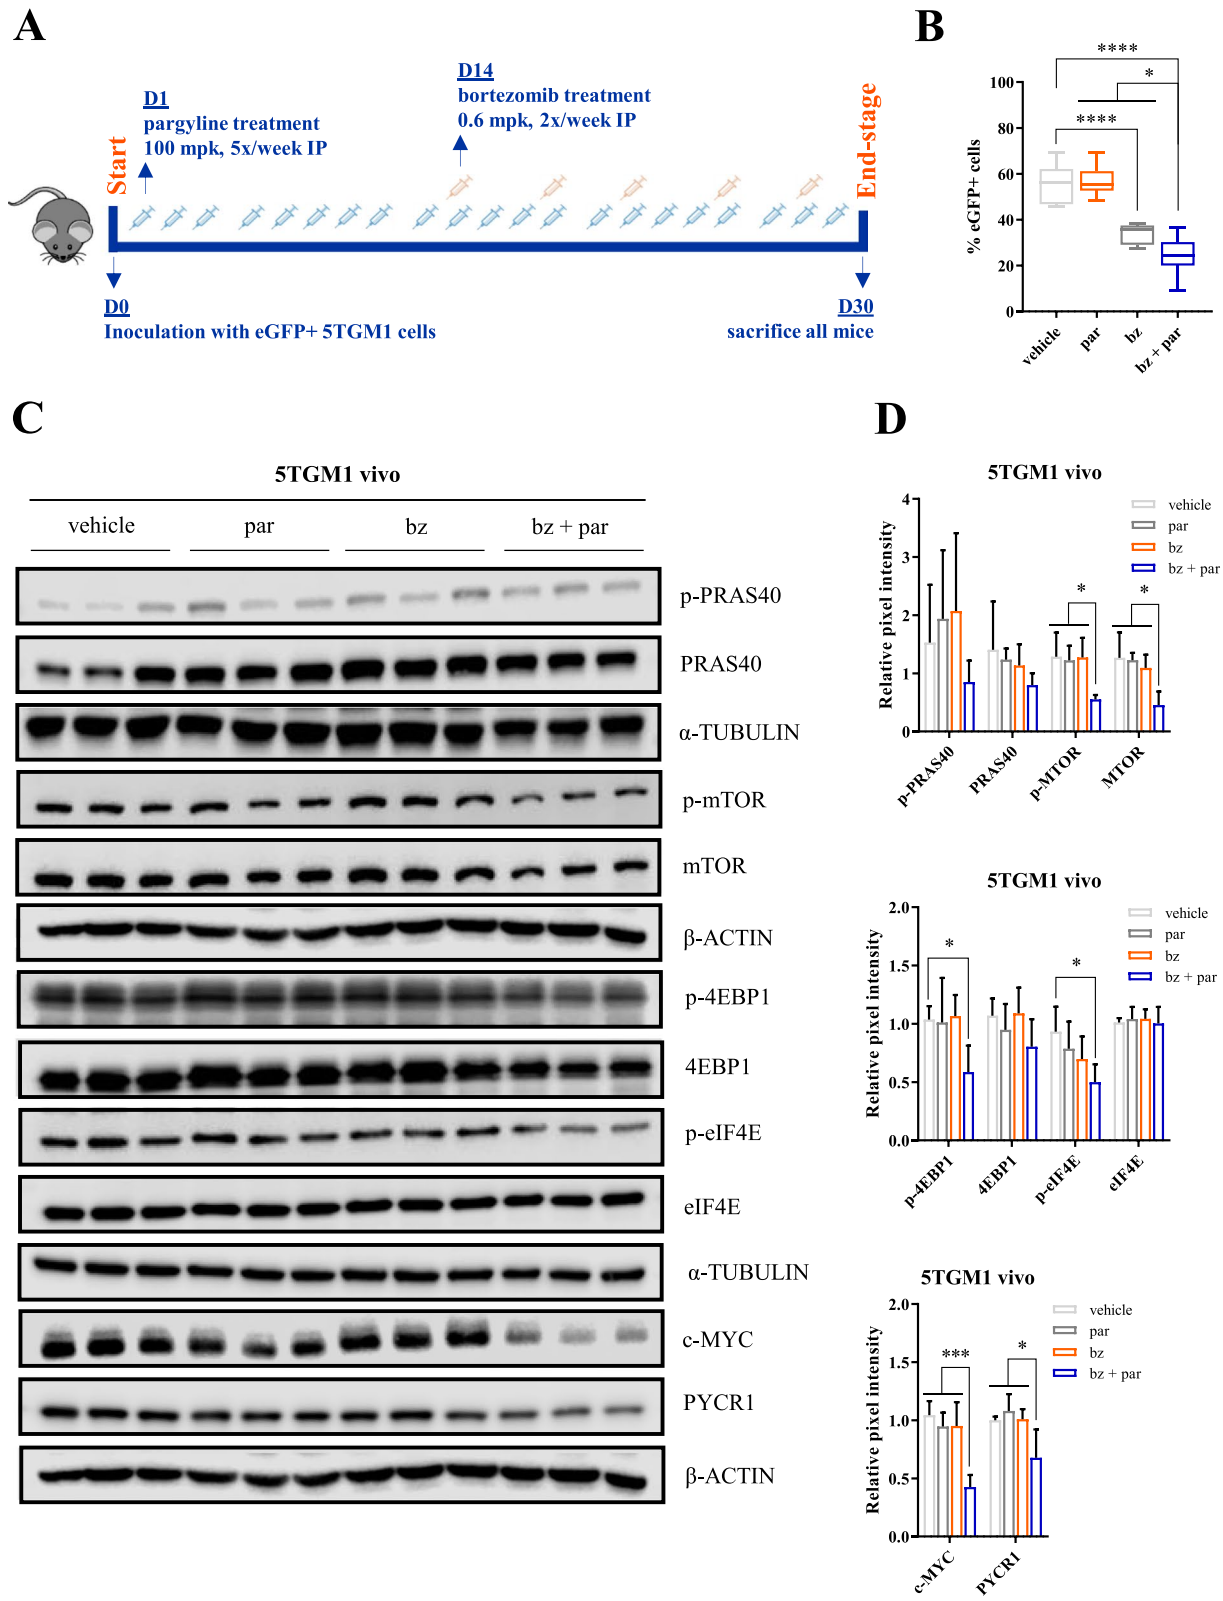 A
D1
pargyline treatment
100 mpk, 5x/week IP
D14
bortezomib treatment
0.6 mpk, 2x/week IP
Start
End-stage
D0
Inoculation with eGFP+ 5TGM1 cells
D30
sacrifice all mice
B
****
*
****
% eGFP+ cells
100
80
60
40
20
0
vehicle
par
bz
bz + par
C
5TGM1 vivo
vehicle par bz bz + par
p-PRAS40
PRAS40
α-TUBULIN
p-mTOR
mTOR
β-ACTIN
p-4EBP1
4EBP1
p-eIF4E
eIF4E
α-TUBULIN
c-MYC
PYCR1
β-ACTIN
D
5TGM1 vivo
Relative pixel intensity
4
3
2
1
0
vehicle
par
bz
bz + par
* *
p-PRAS40
PRAS40
p-MTOR
MTOR
5TGM1 vivo
Relative pixel intensity
2.0
1.5
1.0
0.5
0.0
vehicle
par
bz
bz + par
* *
p-4EBP1
4EBP1
p-eIF4E
eIF4E
5TGM1 vivo
Relative pixel intensity
2.0
1.5
1.0
0.5
0.0
vehicle
par
bz
bz + par
*** *
c-MYC
PYCR1